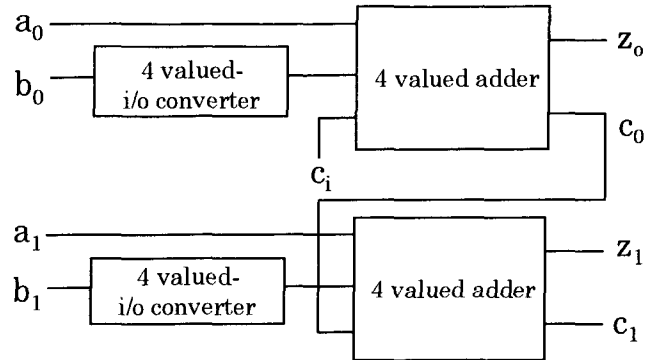 a0
zo
b0
4 valued-
i/o converter
4 valued adder
c0
ci
a1
z1
b1
4 valued-
i/o converter
4 valued adder
c1